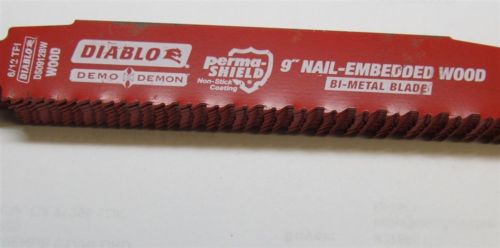 6/12 TPI
DIABLO
DS0912BW
WOOD
DIABLO
DEMO DEMON
Perma-
SHIELD
Non-Stick
Coating
9" NAIL-EMBEDDED WOOD
BI-METAL BLADE